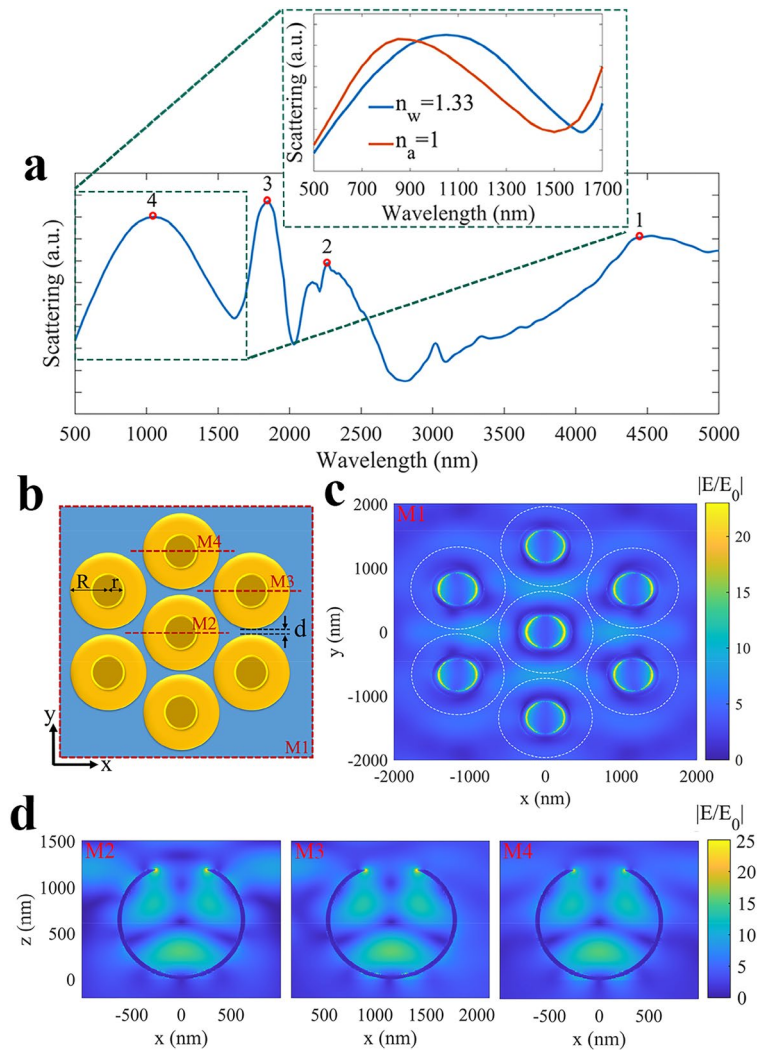 a
Scattering (a.u.)
n_w=1.33
n_a=1
500 700 900 1100 1300 1500 1700
Wavelength (nm)
4
3
2
1
Scattering (a.u.)
500 1000 1500 2000 2500 3000 3500 4000 4500 5000
Wavelength (nm)
b
M4
R r
M3
M2
d
y
x
M1
c
|E/E_0|
M1
2000
1000
0
-1000
-2000
y (nm)
-2000 -1000 0 1000 2000
x (nm)
20
15
10
5
0
d
|E/E_0|
M2
M3
M4
1500
1000
500
0
z (nm)
-500 0 500
x (nm)
500 1000 1500 2000
x (nm)
-500 0 500
x (nm)
25
20
15
10
5
0